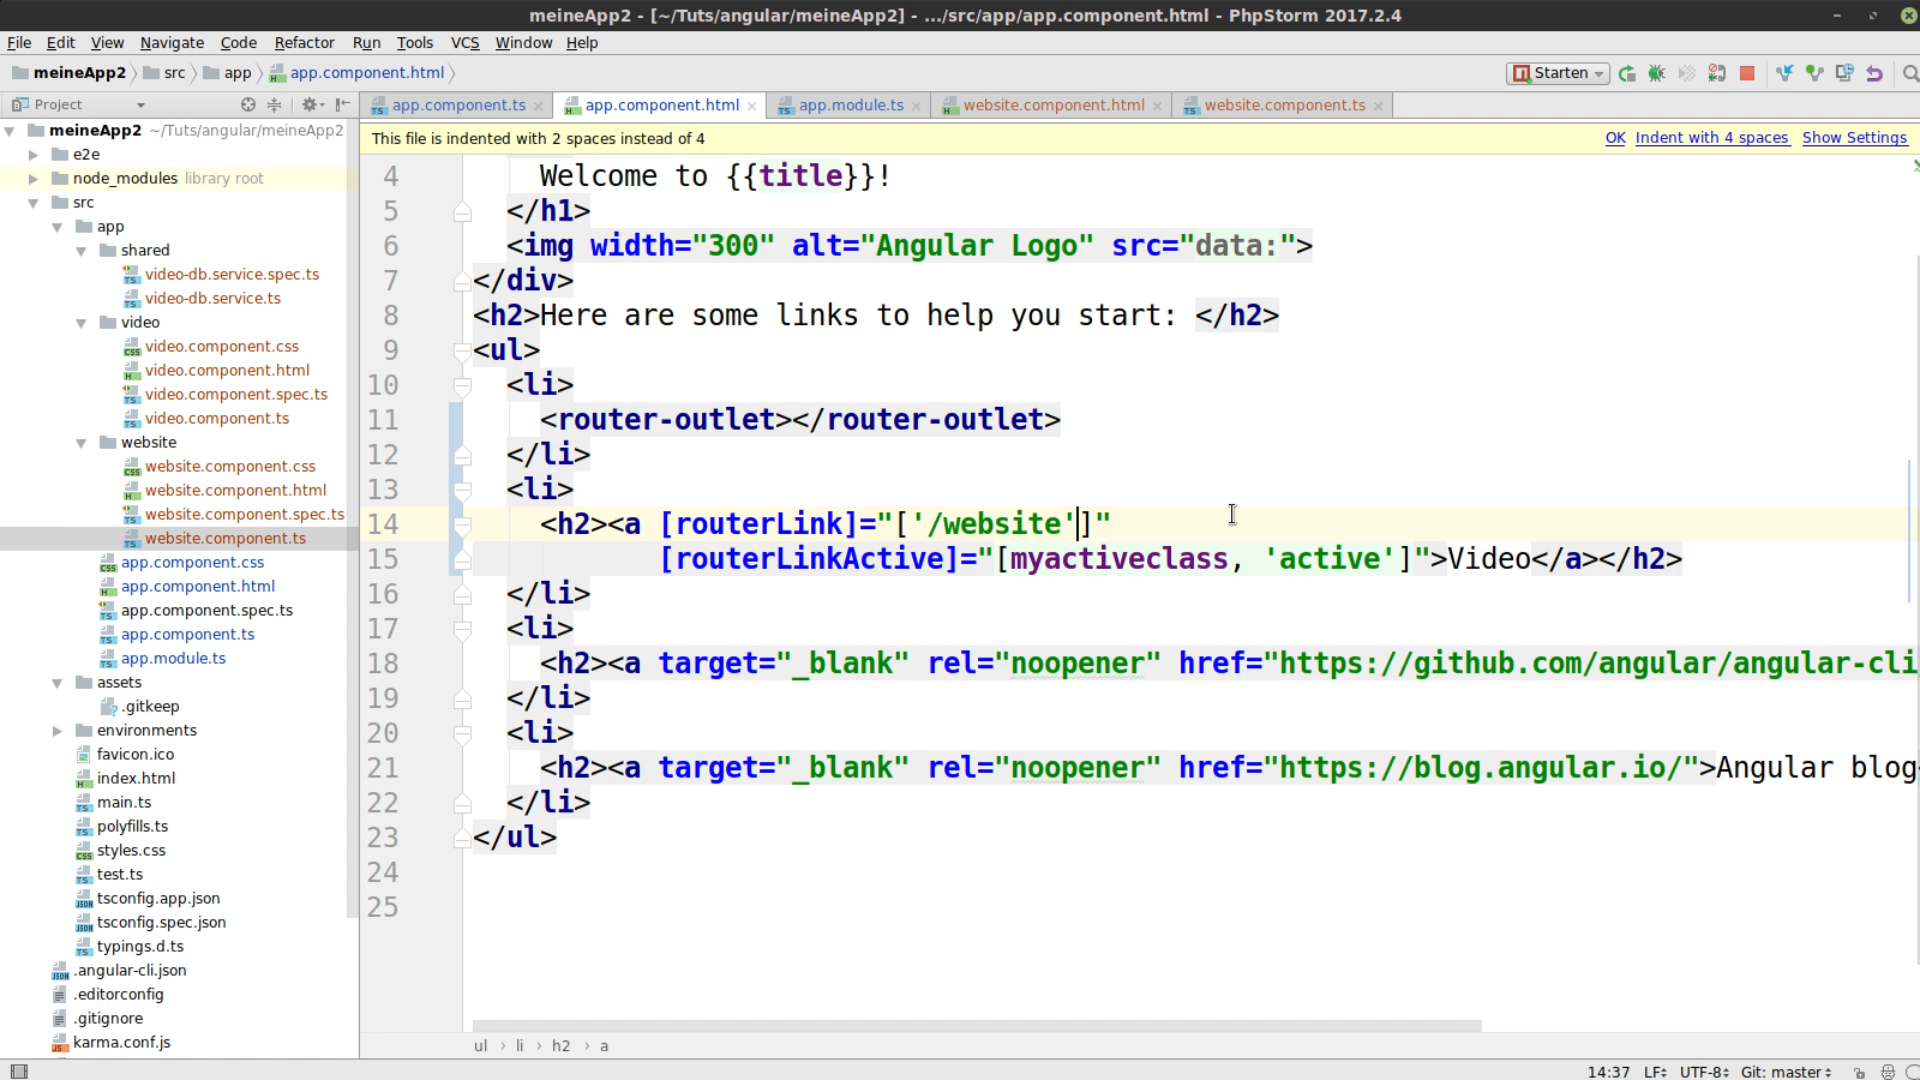 meineApp2 - [~/Tuts/angular/meineApp2] - .../src/app/app.component.html - PhpStorm 2017.2.4
File Edit View Navigate Code Refactor Run Tools VCS Window Help
meineApp2 src app app.component.html Starten
Project
app.component.ts app.component.html app.module.ts website.component.html website.component.ts
This file is indented with 2 spaces instead of 4 OK Indent with 4 spaces Show Settings
meineApp2 ~/Tuts/angular/meineApp2
e2e
node_modules library root
src
app
shared
video-db.service.spec.ts
video-db.service.ts
video
video.component.css
video.component.html
video.component.spec.ts
video.component.ts
website
website.component.css
website.component.html
website.component.spec.ts
website.component.ts
app.component.css
app.component.html
app.component.spec.ts
app.component.ts
app.module.ts
assets
.gitkeep
environments
favicon.ico
index.html
main.ts
polyfills.ts
styles.css
test.ts
tsconfig.app.json
tsconfig.spec.json
typings.d.ts
.angular-cli.json
.editorconfig
.gitignore
karma.conf.js
4 Welcome to {{title}}!
5 </h1>
6 <img width="300" alt="Angular Logo" src="data:">
7 </div>
8 <h2>Here are some links to help you start: </h2>
9 <ul>
10 <li>
11 <router-outlet></router-outlet>
12 </li>
13 <li>
14 <h2><a [routerLink]="['/website']"
15 [routerLinkActive]="[myactiveclass, 'active']">Video</a></h2>
16 </li>
17 <li>
18 <h2><a target="_blank" rel="noopener" href="https://github.com/angular/angular-cli
19 </li>
20 <li>
21 <h2><a target="_blank" rel="noopener" href="https://blog.angular.io/">Angular blog
22 </li>
23 </ul>
24
25
ul › li › h2 › a
14:37 LF UTF-8 Git: master